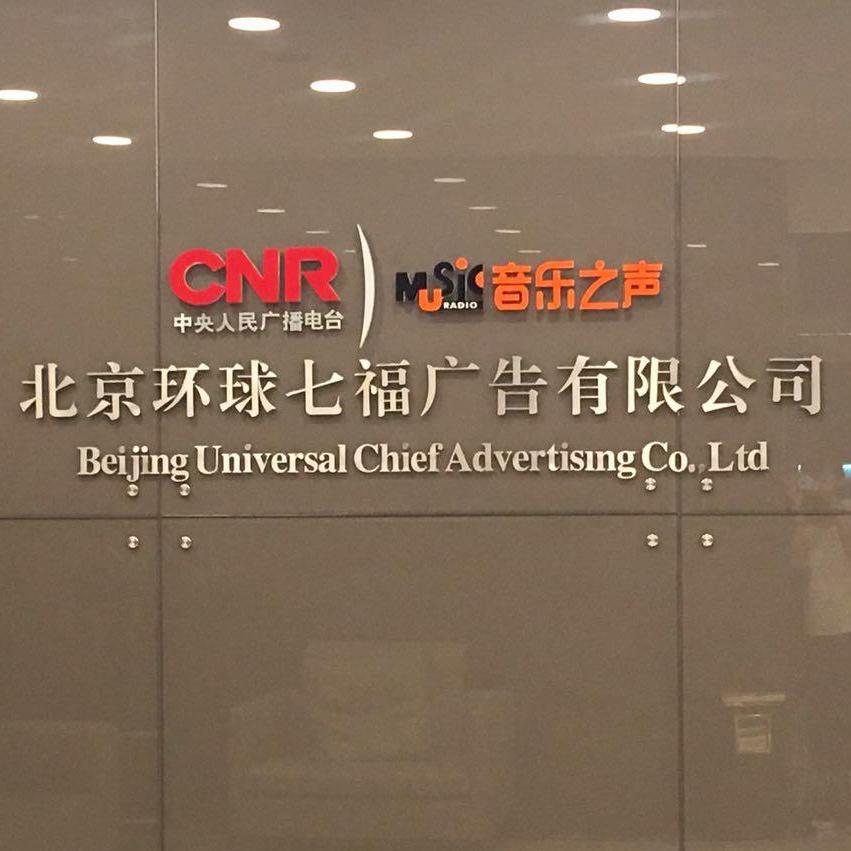 CNR
中央人民广播电台
MUSIC RADIO 音乐之声
北京环球七福广告有限公司
Beijing Universal Chief Advertising Co.,Ltd